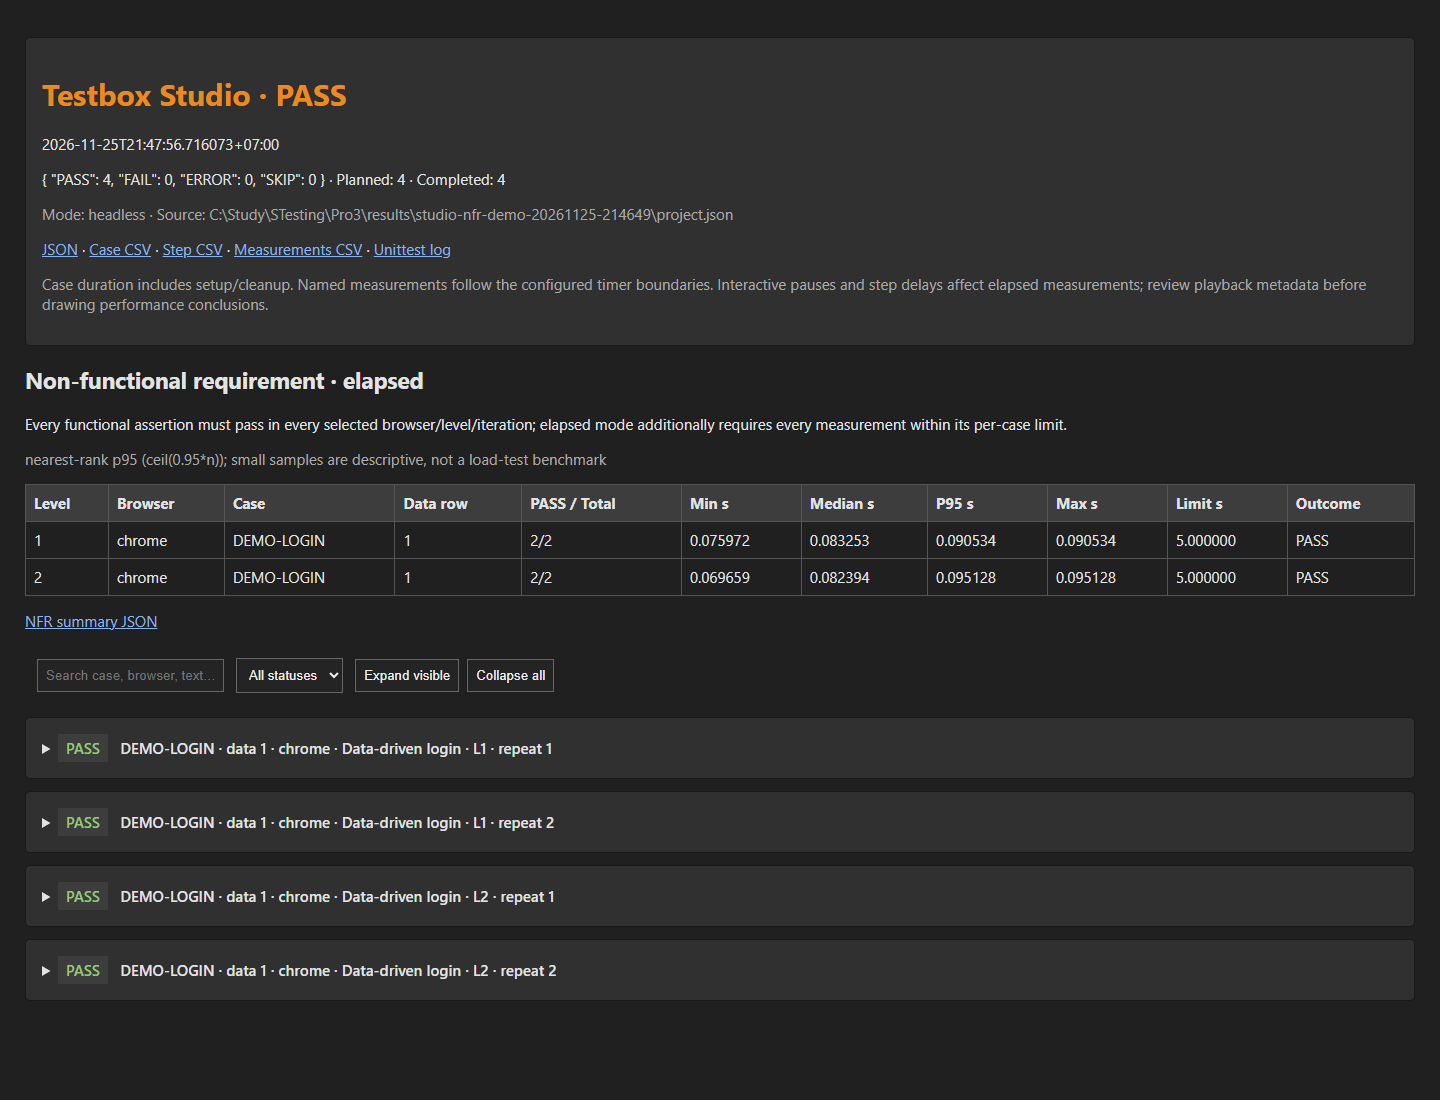 Testbox Studio · PASS
2026-11-25T21:47:56.716073+07:00
{ "PASS": 4, "FAIL": 0, "ERROR": 0, "SKIP": 0 } · Planned: 4 · Completed: 4
Mode: headless · Source: C:\Study\STesting\Pro3\results\studio-nfr-demo-20261125-214649\project.json
JSON · Case CSV · Step CSV · Measurements CSV · Unittest log
Case duration includes setup/cleanup. Named measurements follow the configured timer boundaries. Interactive pauses and step delays affect elapsed measurements; review playback metadata before
drawing performance conclusions.
Non-functional requirement · elapsed
Every functional assertion must pass in every selected browser/level/iteration; elapsed mode additionally requires every measurement within its per-case limit.
nearest-rank p95 (ceil(0.95*n)); small samples are descriptive, not a load-test benchmark
Level Browser Case Data row PASS / Total Min s Median s P95 s Max s Limit s Outcome
1 chrome DEMO-LOGIN 1 2/2 0.075972 0.083253 0.090534 0.090534 5.000000 PASS
2 chrome DEMO-LOGIN 1 2/2 0.069659 0.082394 0.095128 0.095128 5.000000 PASS
NFR summary JSON
Search case, browser, text... All statuses Expand visible Collapse all
PASS DEMO-LOGIN · data 1 · chrome · Data-driven login · L1 · repeat 1
PASS DEMO-LOGIN · data 1 · chrome · Data-driven login · L1 · repeat 2
PASS DEMO-LOGIN · data 1 · chrome · Data-driven login · L2 · repeat 1
PASS DEMO-LOGIN · data 1 · chrome · Data-driven login · L2 · repeat 2